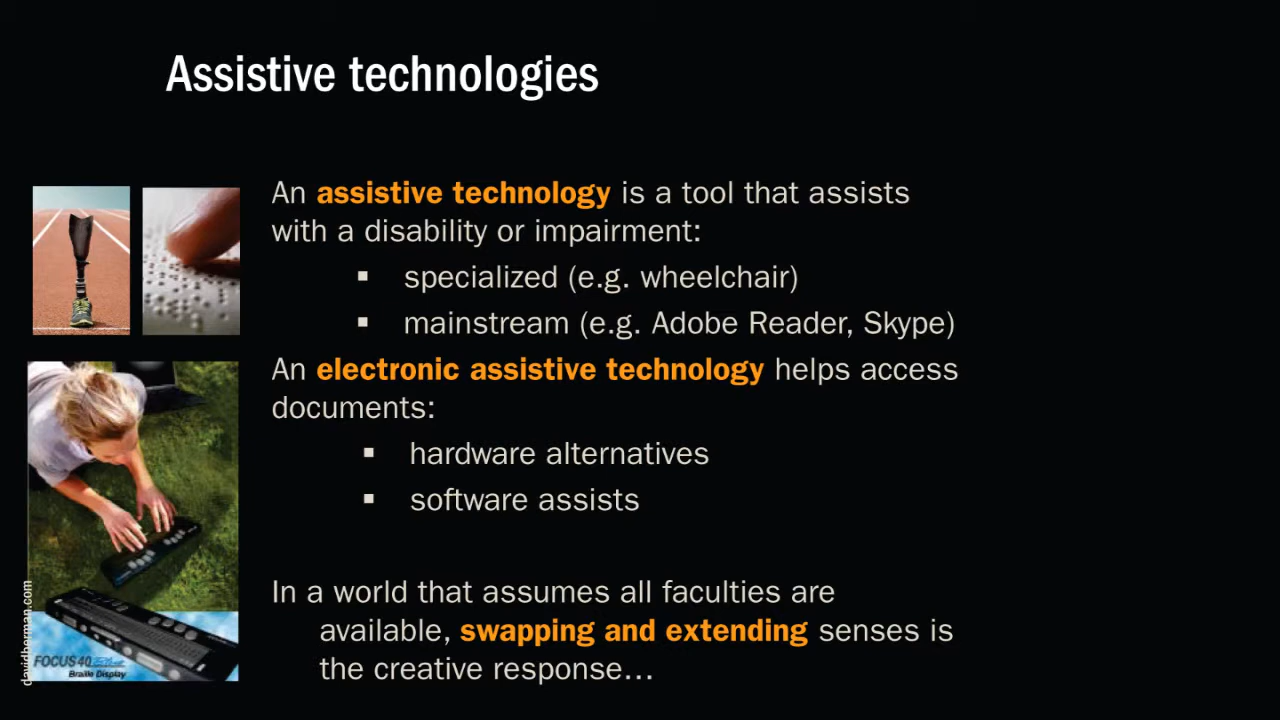 Assistive technologies
An assistive technology is a tool that assists
with a disability or impairment:
▪ specialized (e.g. wheelchair)
▪ mainstream (e.g. Adobe Reader, Skype)
An electronic assistive technology helps access
documents:
▪ hardware alternatives
▪ software assists
In a world that assumes all faculties are
available, swapping and extending senses is
the creative response…
davidberman.com
FOCUS 40
Braille Display